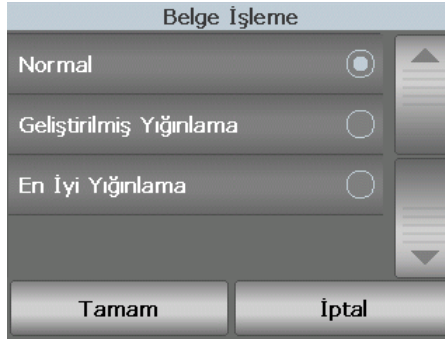 Belge İşleme
Normal
Geliştirilmiş Yığınlama
En İyi Yığınlama
Tamam
İptal